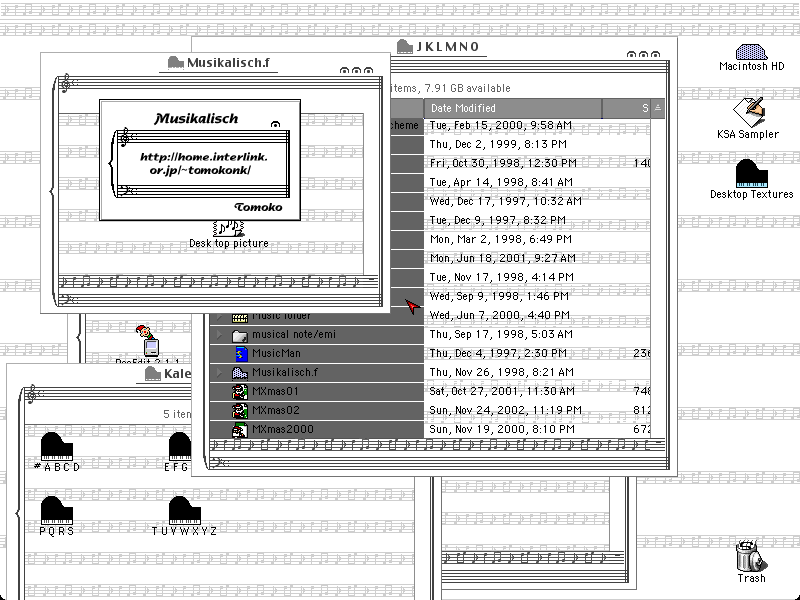 Musikalisch.f
Musikalisch
http://home.interlink.
or.jp/~tomokonk/
Tomoko
Desk top picture
JKLMNO
items, 7.91 GB available
Date Modified
S
cheme
Tue, Feb 15, 2000, 9:58 AM
Thu, Dec 2, 1999, 8:13 PM
Fri, Oct 30, 1998, 12:30 PM
140
Tue, Apr 14, 1998, 8:41 AM
Wed, Dec 17, 1997, 10:32 AM
Tue, Dec 9, 1997, 8:32 PM
Mon, Mar 2, 1998, 6:49 PM
Mon, Jun 18, 2001, 9:27 AM
Tue, Nov 17, 1998, 4:14 PM
Wed, Sep 9, 1998, 1:46 PM
Music folder
Wed, Jun 7, 2000, 4:40 PM
musical note/emi
Thu, Sep 17, 1998, 5:03 AM
MusicMan
Thu, Dec 4, 1997, 2:30 PM
236
Musikalisch.f
Thu, Nov 26, 1998, 8:21 AM
MXmas01
Sat, Oct 27, 2001, 11:30 AM
748
MXmas02
Sun, Nov 24, 2002, 11:19 PM
812
MXmas2000
Sun, Nov 19, 2000, 8:10 PM
672
ResEdit 2.1.1
Kale
5 iten
#ABCD
EFG
PQRS
TUVWXYZ
Macintosh HD
KSA Sampler
Desktop Textures
Trash